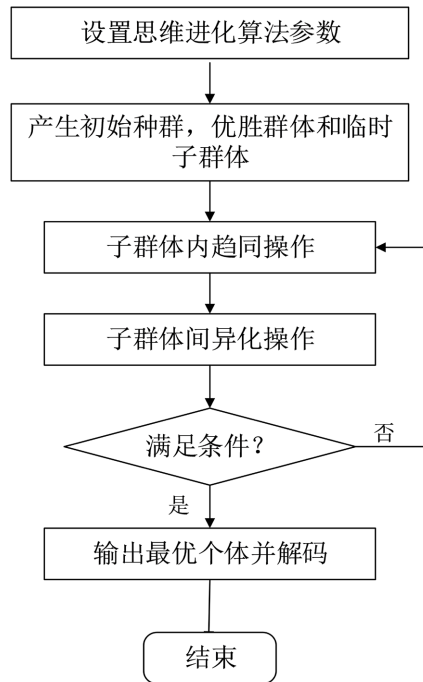 设置思维进化算法参数
产生初始种群，优胜群体和临时
子群体
子群体内趋同操作
子群体间异化操作
满足条件？
否
是
输出最优个体并解码
结束